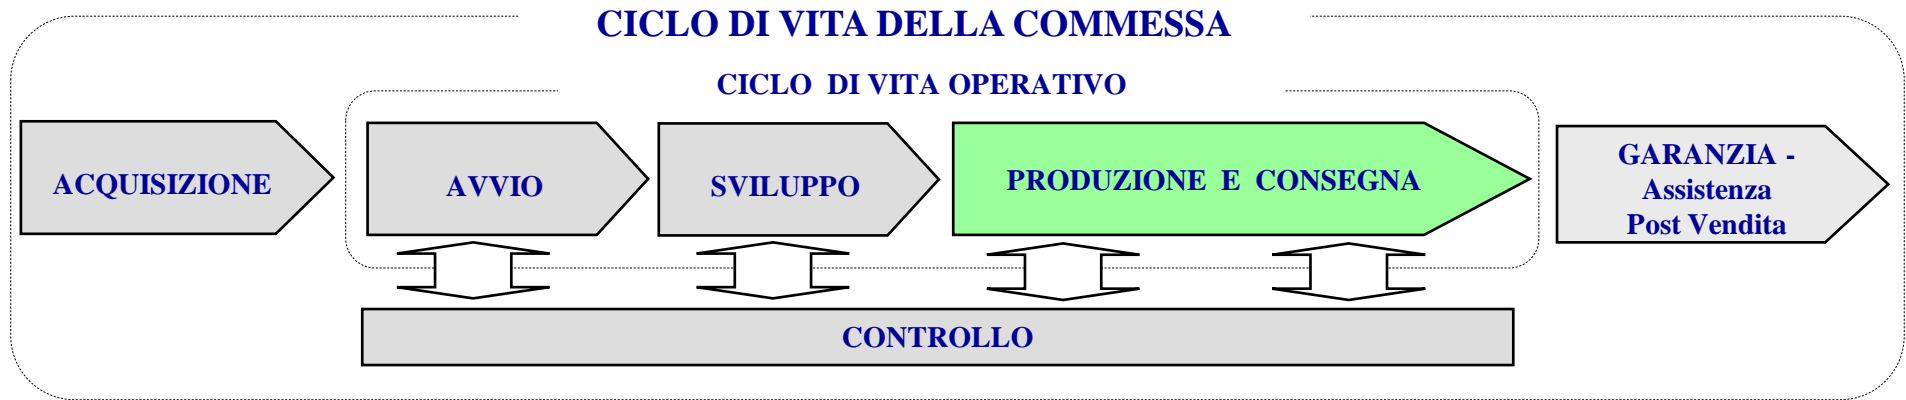 CICLO DI VITA DELLA COMMESSA
CICLO DI VITA OPERATIVO
ACQUISIZIONE
AVVIO
SVILUPPO
PRODUZIONE E CONSEGNA
GARANZIA -
Assistenza
Post Vendita
CONTROLLO